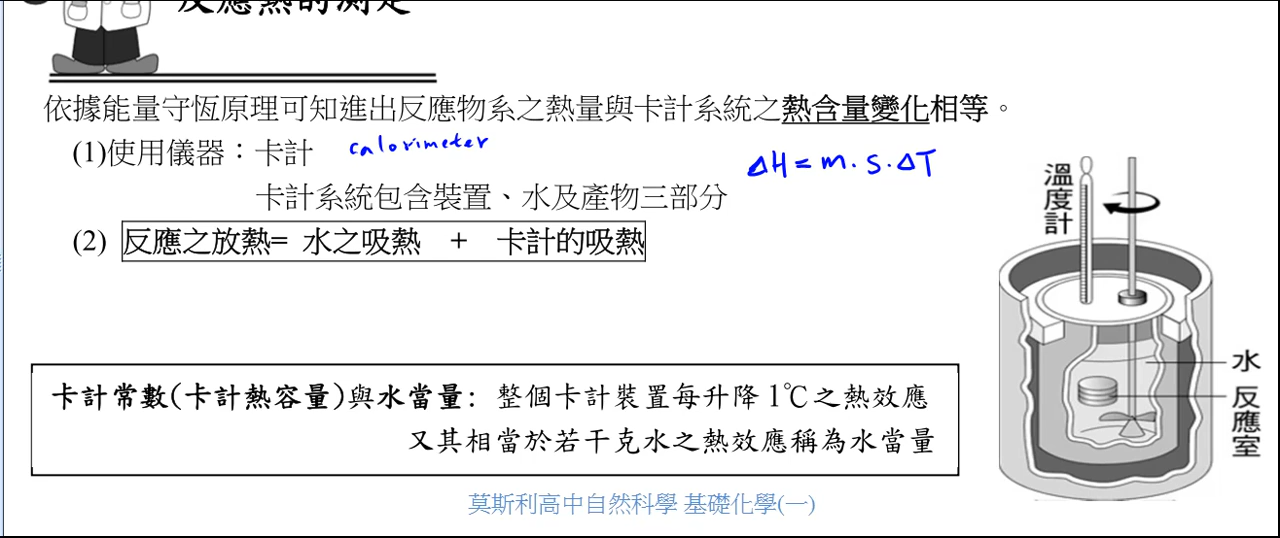 反應熱的測定
依據能量守恆原理可知進出反應物系之熱量與卡計系統之熱含量變化相等。
(1)使用儀器：卡計 calorimeter
ΔH = m · s · ΔT
卡計系統包含裝置、水及產物三部分
(2) 反應之放熱= 水之吸熱 + 卡計的吸熱
溫度計
水
反應室
卡計常數(卡計熱容量)與水當量: 整個卡計裝置每升降 1℃之熱效應
又其相當於若干克水之熱效應稱為水當量
莫斯利高中自然科學 基礎化學(一)